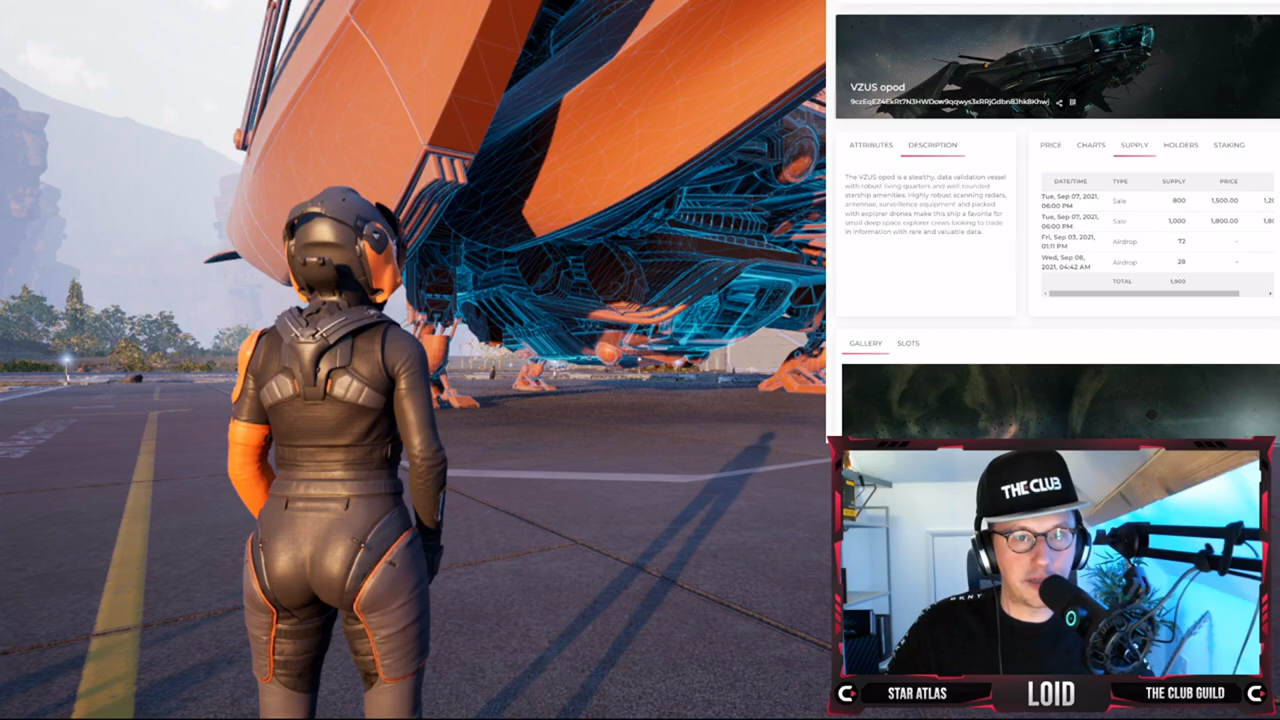 VZUS opod
ATTRIBUTES DESCRIPTION
The VZUS opod is a stealthy, data validation vessel
with robust living quarters and well rounded
starship amenities. Highly robust scanning radars,
antennae, surveillance equipment and packed
with explorer drones make this ship a favorite for
small deep space explorer crews looking to trade
in information with rare and valuable data.
PRICE CHARTS SUPPLY HOLDERS STAKING
DATE/TIME TYPE SUPPLY PRICE
Tue, Sep 07, 2021, 06:00 PM Sale 800 1,500.00 1,20
Tue, Sep 07, 2021, 06:00 PM Sale 1,000 1,800.00 1,80
Fri, Sep 03, 2021, 01:11 PM Airdrop 72 -
Wed, Sep 08, 2021, 04:42 AM Airdrop 28 -
TOTAL 1,900
GALLERY SLOTS
THE CLUB
DKNY
STAR ATLAS
LOID
THE CLUB GUILD